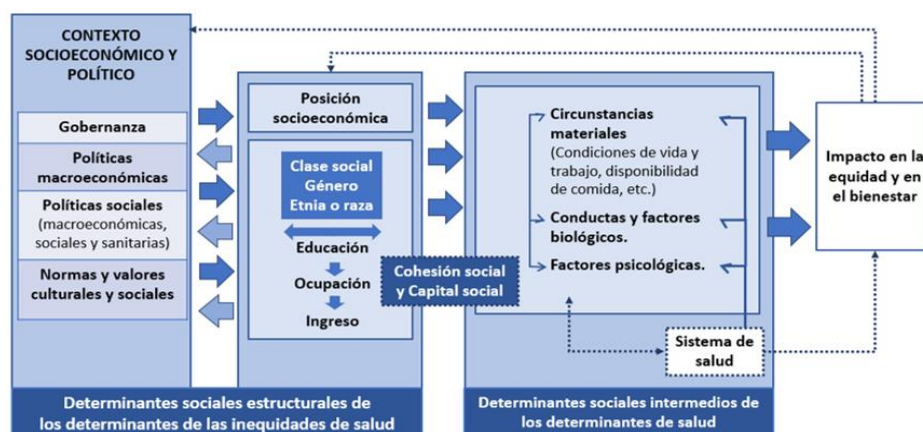 CONTEXTO
SOCIOECONÓMICO Y
POLÍTICO
Gobernanza
Políticas
macroeconómicas
Políticas sociales
(macroeconómicas,
sociales y sanitarias)
Normas y valores
culturales y sociales
Posición
socioeconómica
Clase social
Género
Etnia o raza
Educación
Ocupación
Ingreso
Cohesión social
y Capital social
Circunstancias
materiales
(Condiciones de vida y
trabajo, disponibilidad
de comida, etc.)
Conductas y factores
biológicos.
Factores psicológicas.
Sistema de
salud
Impacto en la
equidad y en
el bienestar
Determinantes sociales estructurales de
los determinantes de las inequidades de salud
Determinantes sociales intermedios de
los determinantes de salud